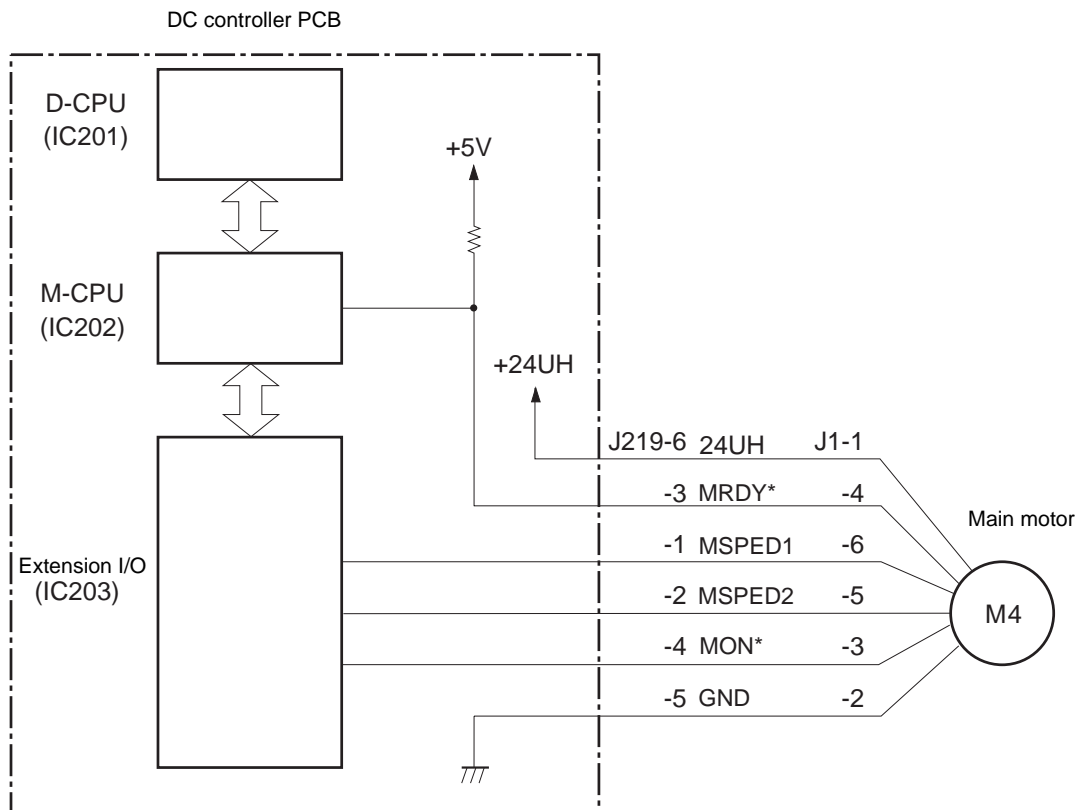 DC controller PCB
D-CPU
(IC201)
+5V
M-CPU
(IC202)
+24UH
J219-6 24UH J1-1
-3 MRDY* -4
Main motor
-1 MSPED1 -6
Extension I/O
(IC203)
-2 MSPED2 -5
M4
-4 MON* -3
-5 GND -2